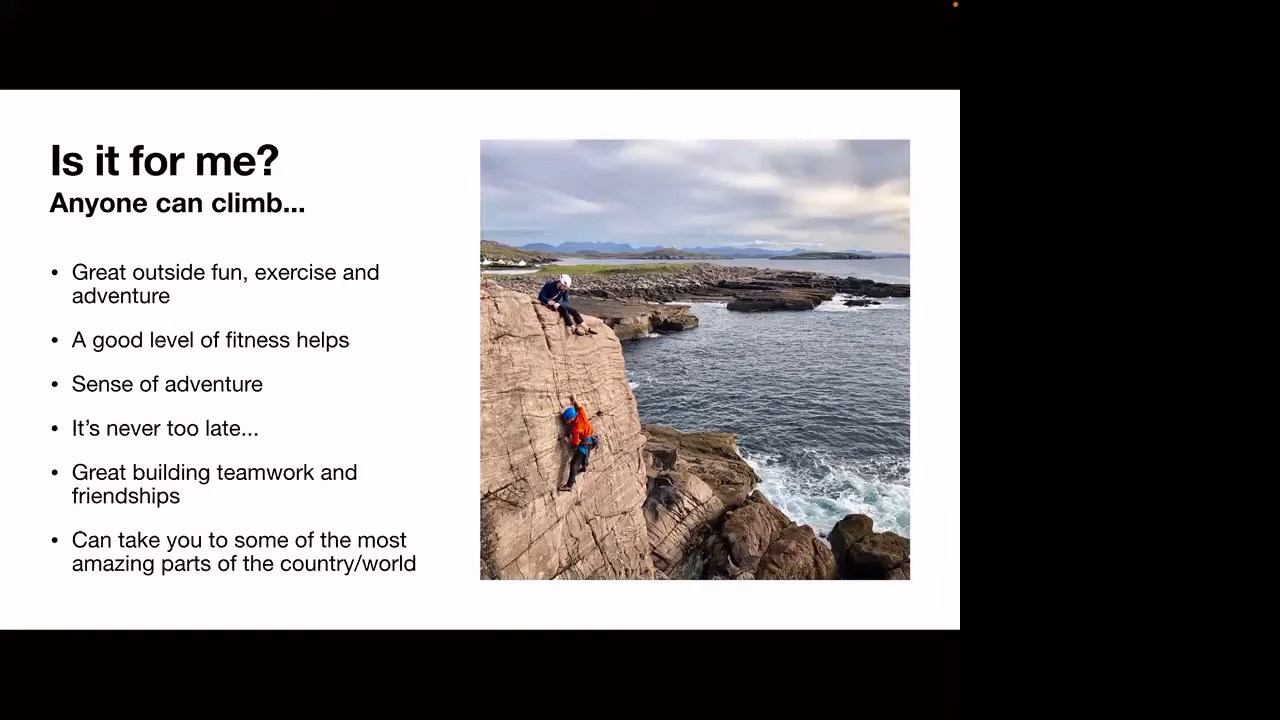 Is it for me?
Anyone can climb...
• Great outside fun, exercise and
adventure
• A good level of fitness helps
• Sense of adventure
• It’s never too late...
• Great building teamwork and
friendships
• Can take you to some of the most
amazing parts of the country/world